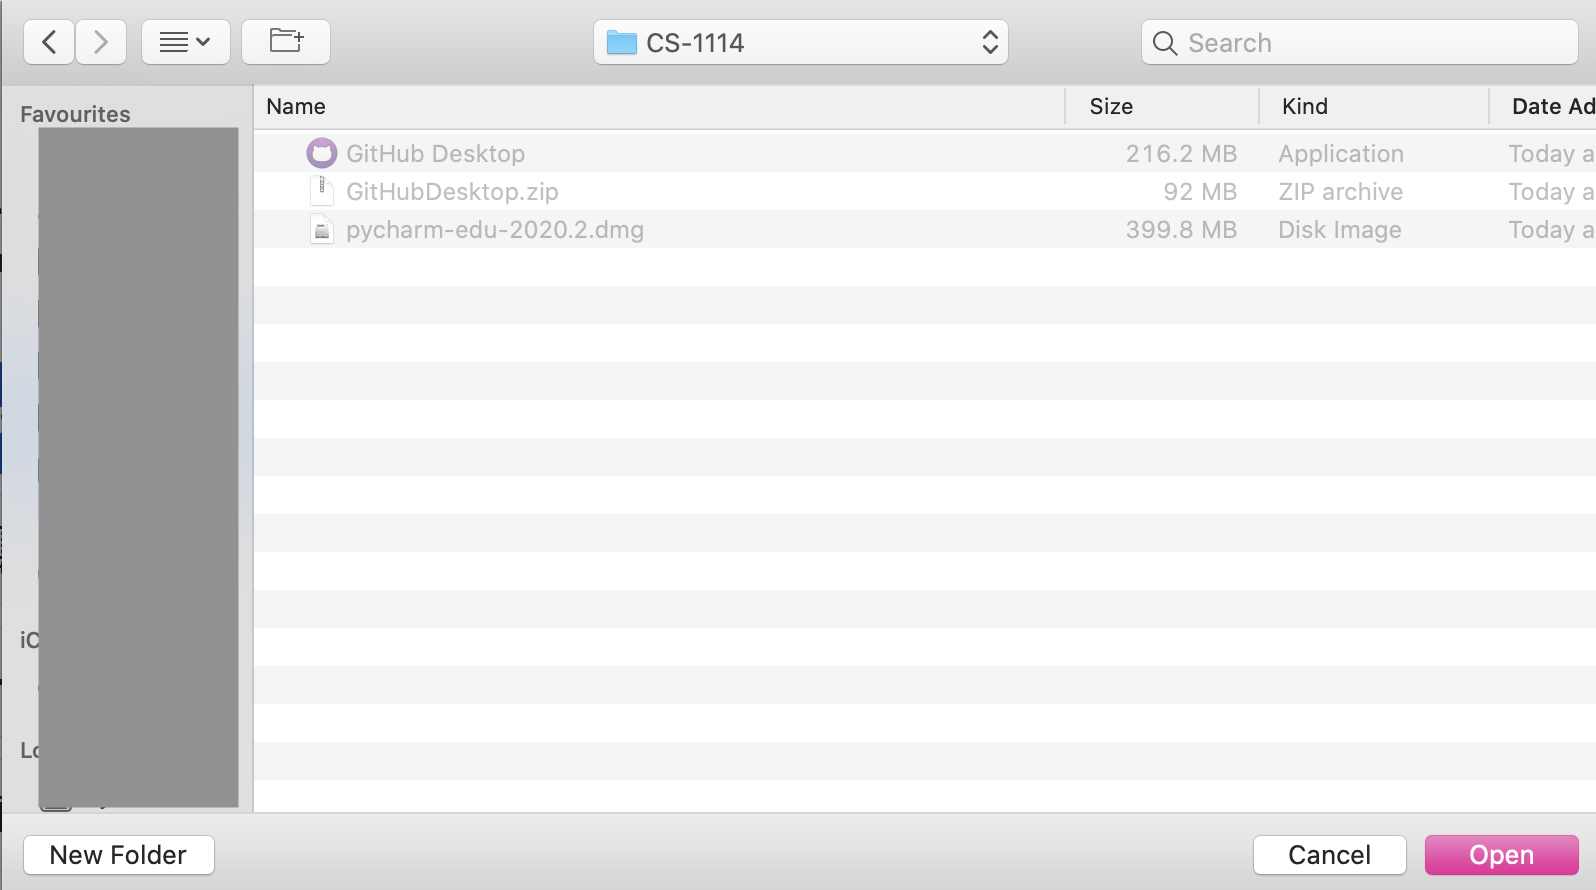 CS-1114
Search
Favourites
Name Size Kind Date Ad
GitHub Desktop 216.2 MB Application Today a
GitHubDesktop.zip 92 MB ZIP archive Today a
pycharm-edu-2020.2.dmg 399.8 MB Disk Image Today a
iC
Lo
New Folder Cancel Open